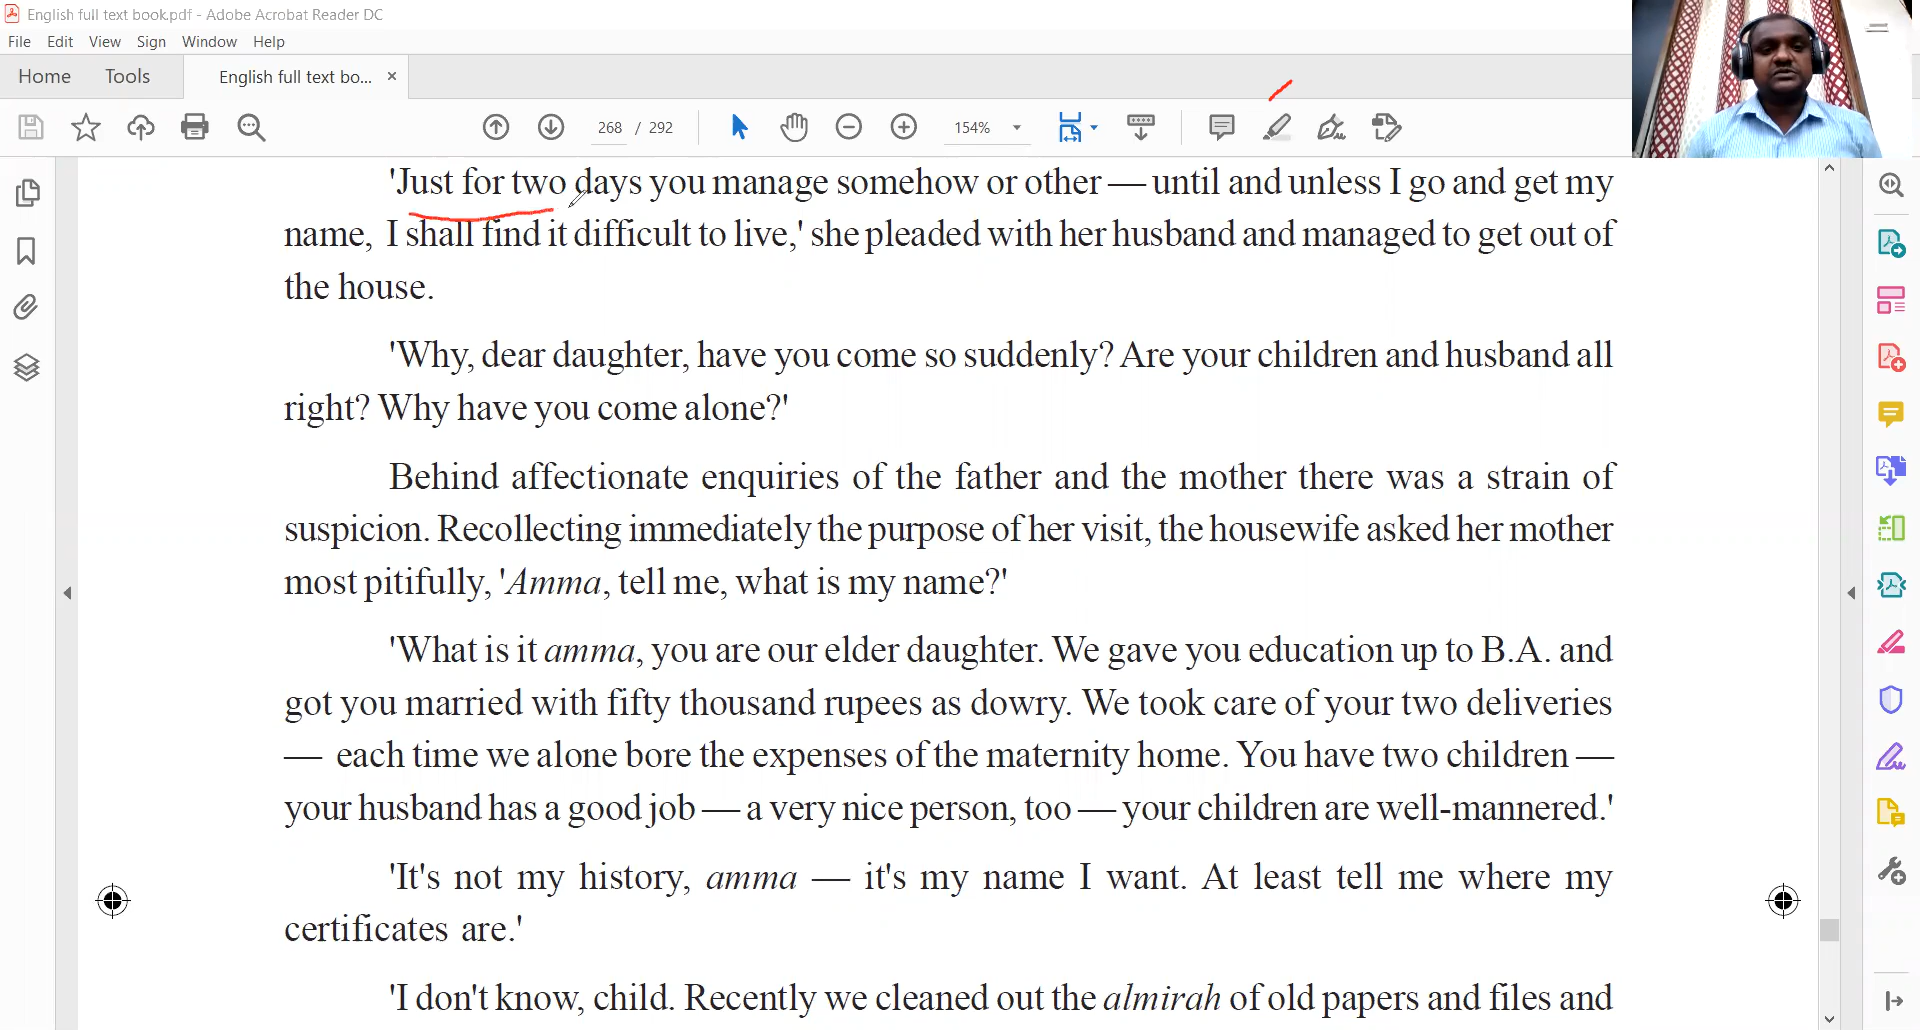 English full text book.pdf - Adobe Acrobat Reader DC
File Edit View Sign Window Help
Home Tools English full text bo... ×
268 / 292 154%
'Just for two days you manage somehow or other — until and unless I go and get my
name, I shall find it difficult to live,' she pleaded with her husband and managed to get out of
the house.
'Why, dear daughter, have you come so suddenly? Are your children and husband all
right? Why have you come alone?'
Behind affectionate enquiries of the father and the mother there was a strain of
suspicion. Recollecting immediately the purpose of her visit, the housewife asked her mother
most pitifully, 'Amma, tell me, what is my name?'
'What is it amma, you are our elder daughter. We gave you education up to B.A. and
got you married with fifty thousand rupees as dowry. We took care of your two deliveries
— each time we alone bore the expenses of the maternity home. You have two children —
your husband has a good job — a very nice person, too — your children are well-mannered.'
'It's not my history, amma — it's my name I want. At least tell me where my
certificates are.'
'I don't know, child. Recently we cleaned out the almirah of old papers and files and